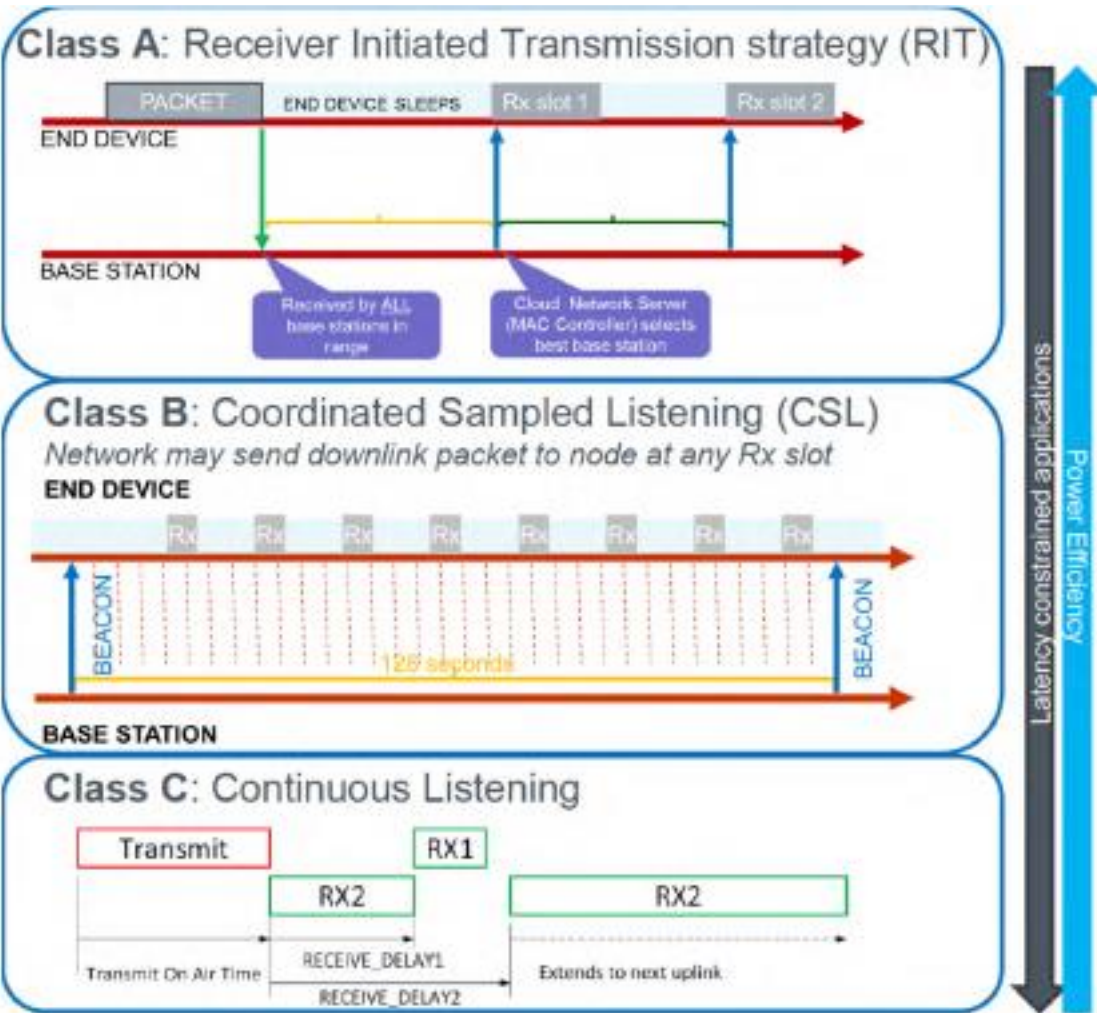 Class A: Receiver Initiated Transmission strategy (RIT)
PACKET
END DEVICE SLEEPS
Rx slot 1
Rx slot 2
END DEVICE
BASE STATION
Received by ALL
base stations in
range
Cloud Network Server
(MAC Controller) selects
best base station
Class B: Coordinated Sampled Listening (CSL)
Network may send downlink packet to node at any Rx slot
END DEVICE
Rx
Rx
Rx
Rx
Rx
Rx
Rx
Rx
BEACON
BEACON
128 seconds
BASE STATION
Class C: Continuous Listening
Transmit
RX1
RX2
RX2
Transmit On Air Time
RECEIVE_DELAY1
Extends to next uplink
RECEIVE_DELAY2
Latency constrained applications
Power Efficiency